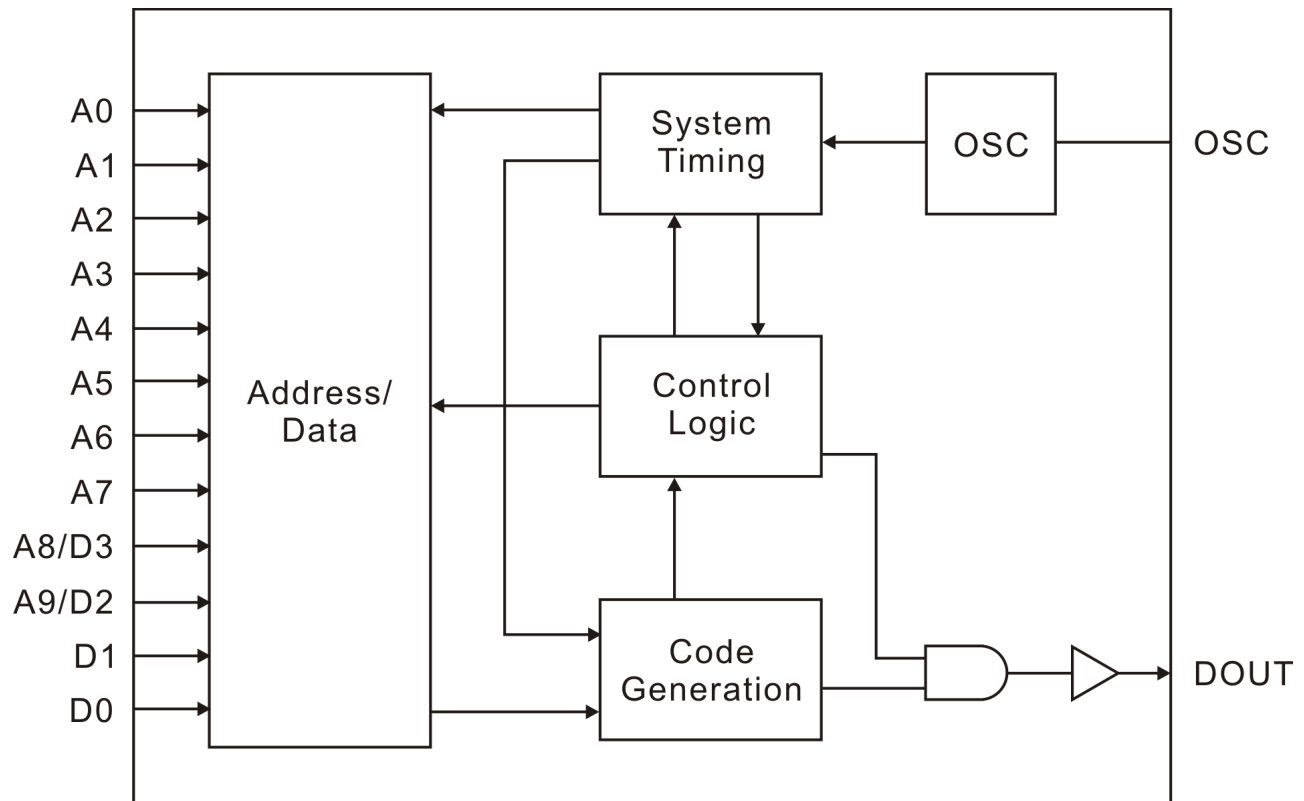 A0
A1
A2
A3
A4
A5
A6
A7
A8/D3
A9/D2
D1
D0
Address/
Data
System
Timing
OSC
OSC
Control
Logic
Code
Generation
DOUT